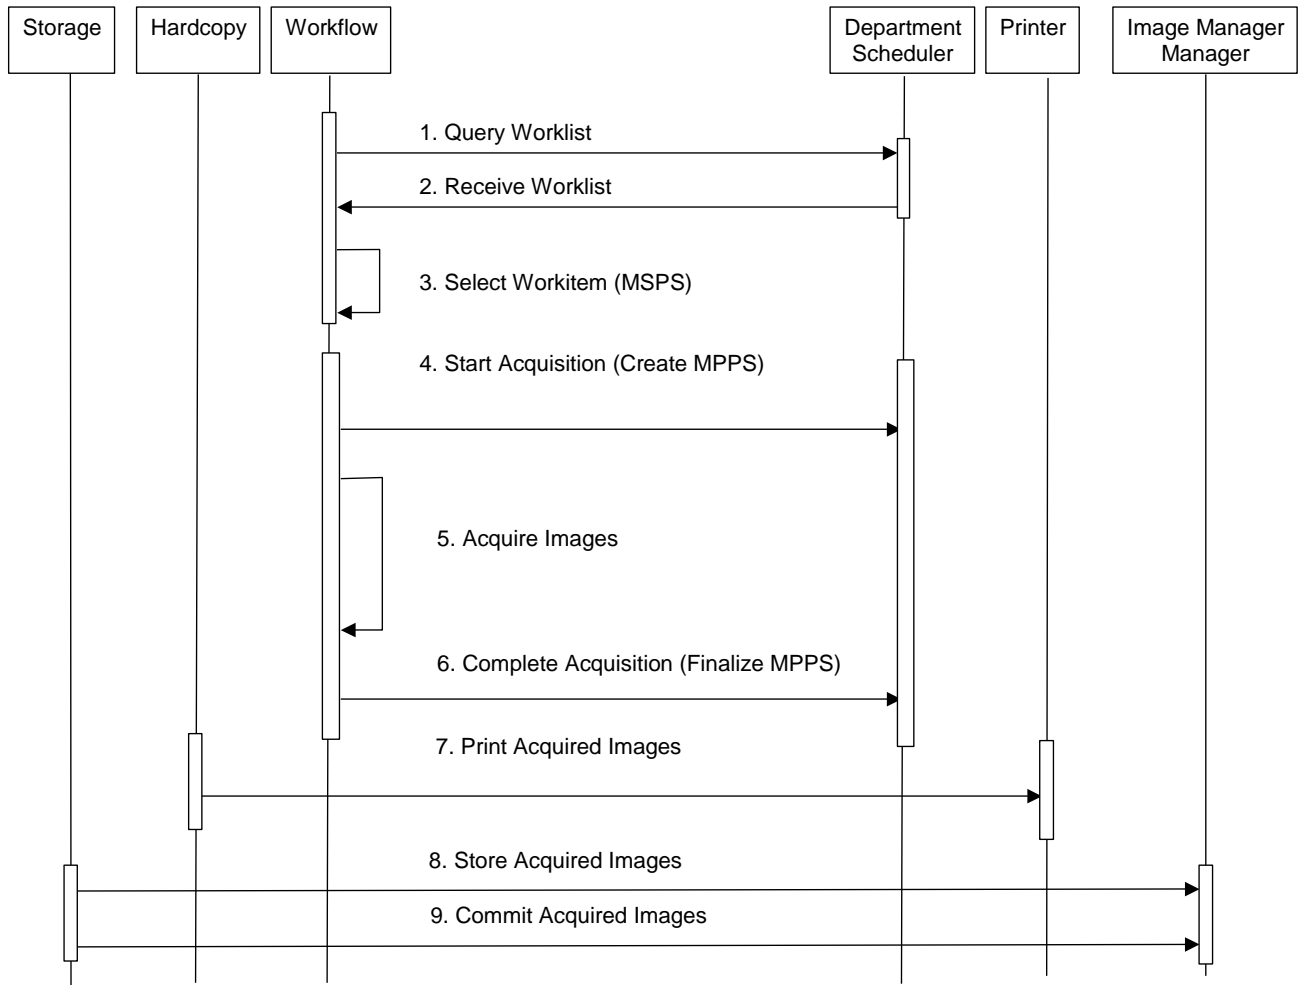 Storage
Hardcopy
Workflow
Department
Scheduler
Printer
Image Manager
Manager
1. Query Worklist
2. Receive Worklist
3. Select Workitem (MSPS)
4. Start Acquisition (Create MPPS)
5. Acquire Images
6. Complete Acquisition (Finalize MPPS)
7. Print Acquired Images
8. Store Acquired Images
9. Commit Acquired Images